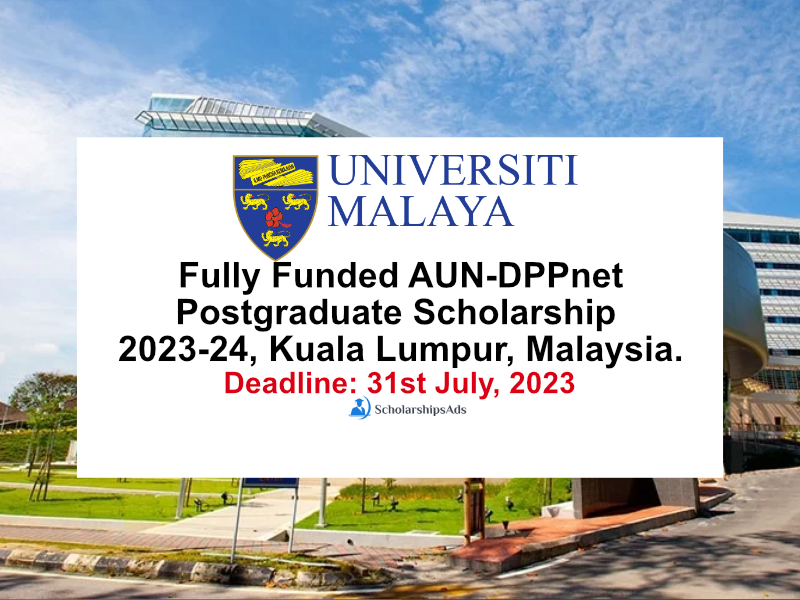 UNIVERSITI
MALAYA
Fully Funded AUN-DPPnet
Postgraduate Scholarship
2023-24, Kuala Lumpur, Malaysia.
Deadline: 31st July, 2023
ScholarshipsAds